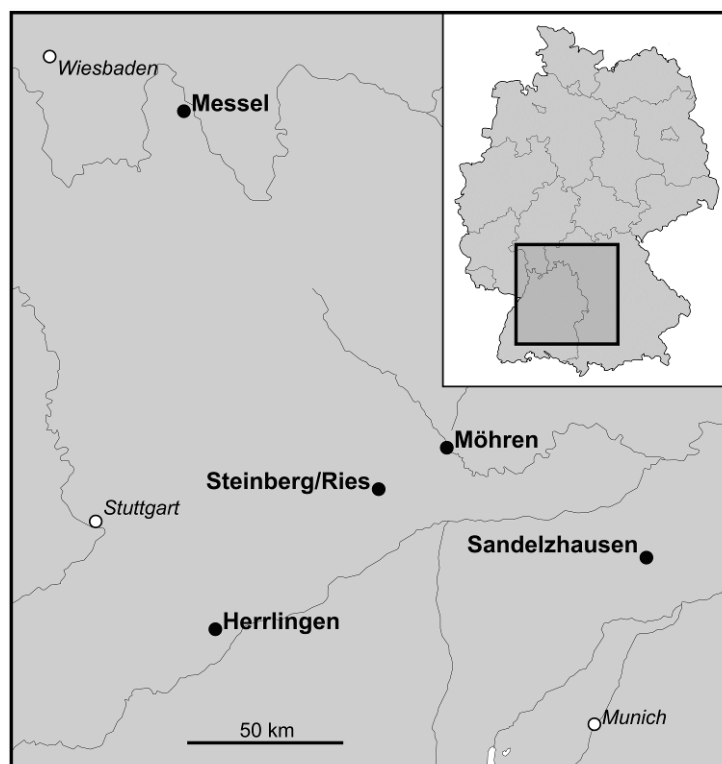 Wiesbaden
Messel
Möhren
Steinberg/Ries
Stuttgart
Sandelzhausen
Herrlingen
Munich
50 km